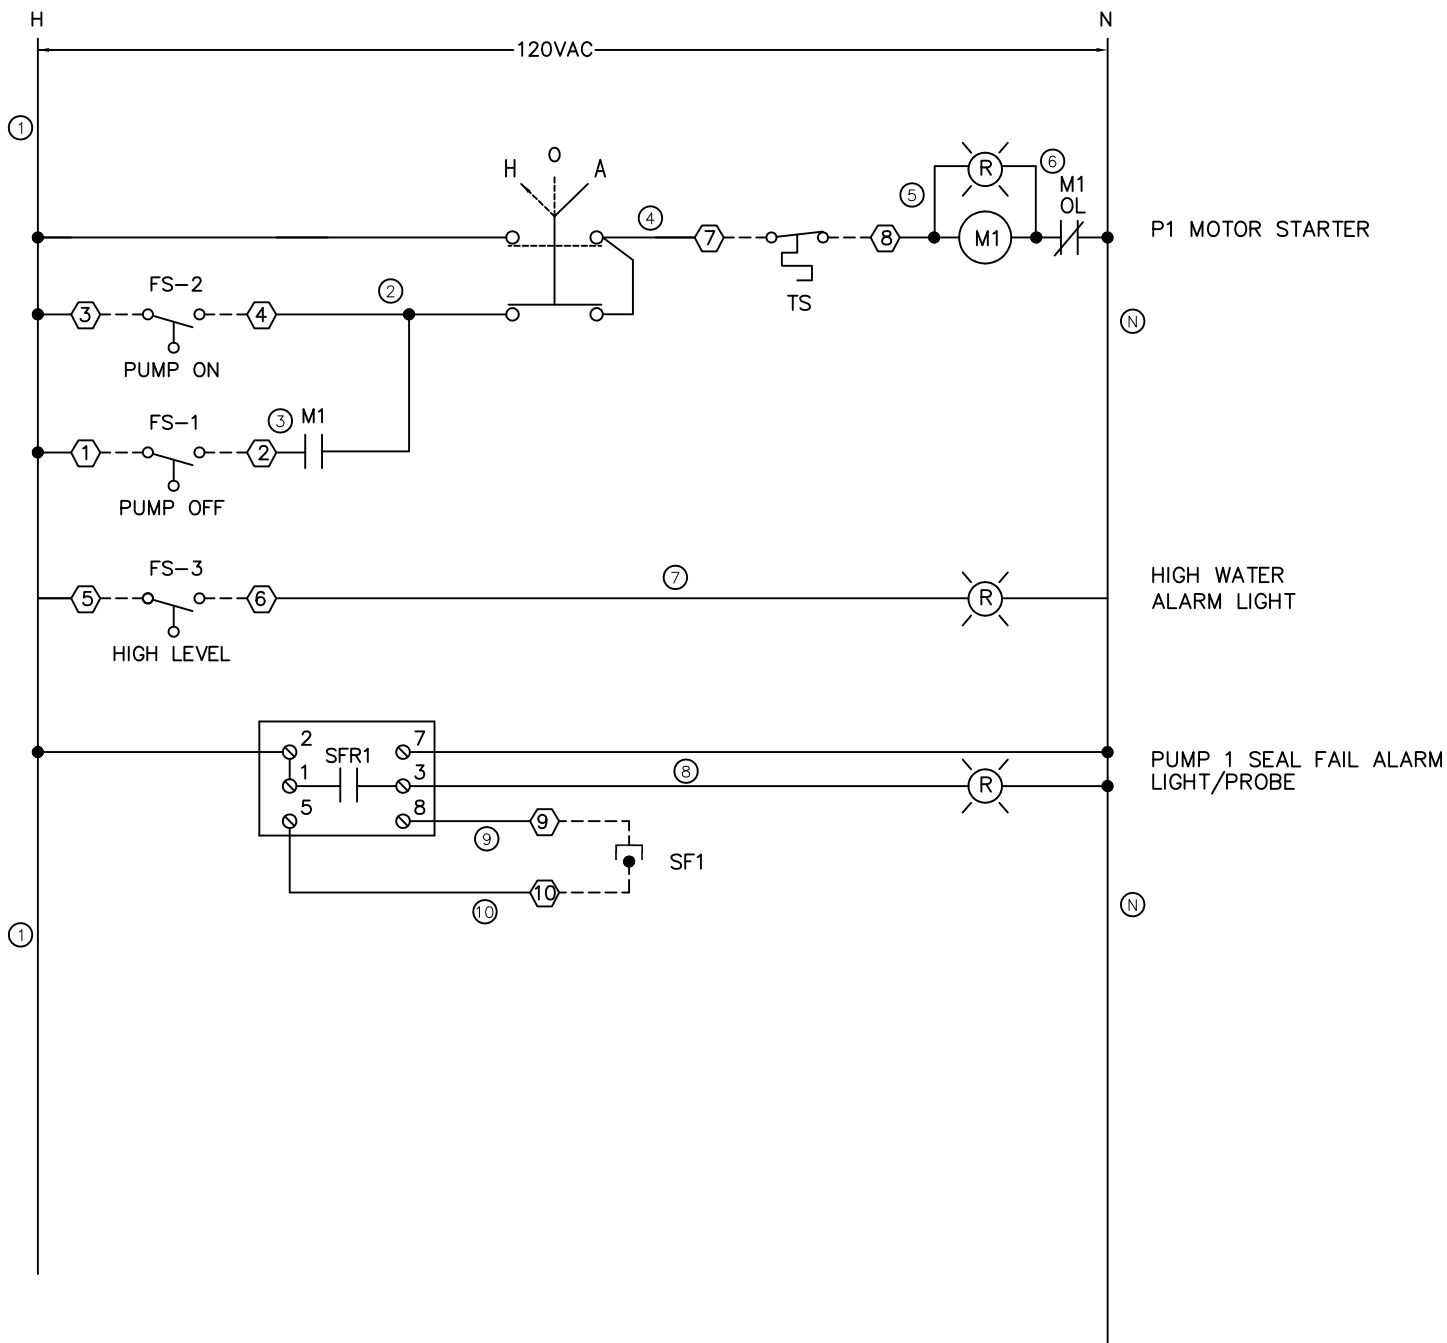 H
N
120VAC
1
H O A
R
6
M1
OL
5
4
7
8
M1
TS
P1 MOTOR STARTER
FS-2
2
3
4
PUMP ON
N
FS-1
3
M1
1
2
PUMP OFF
FS-3
7
5
6
R
HIGH LEVEL
HIGH WATER
ALARM LIGHT
2
7
SFR1
1
3
8
R
5
8
PUMP 1 SEAL FAIL ALARM
LIGHT/PROBE
9
9
SF1
10
10
N
1